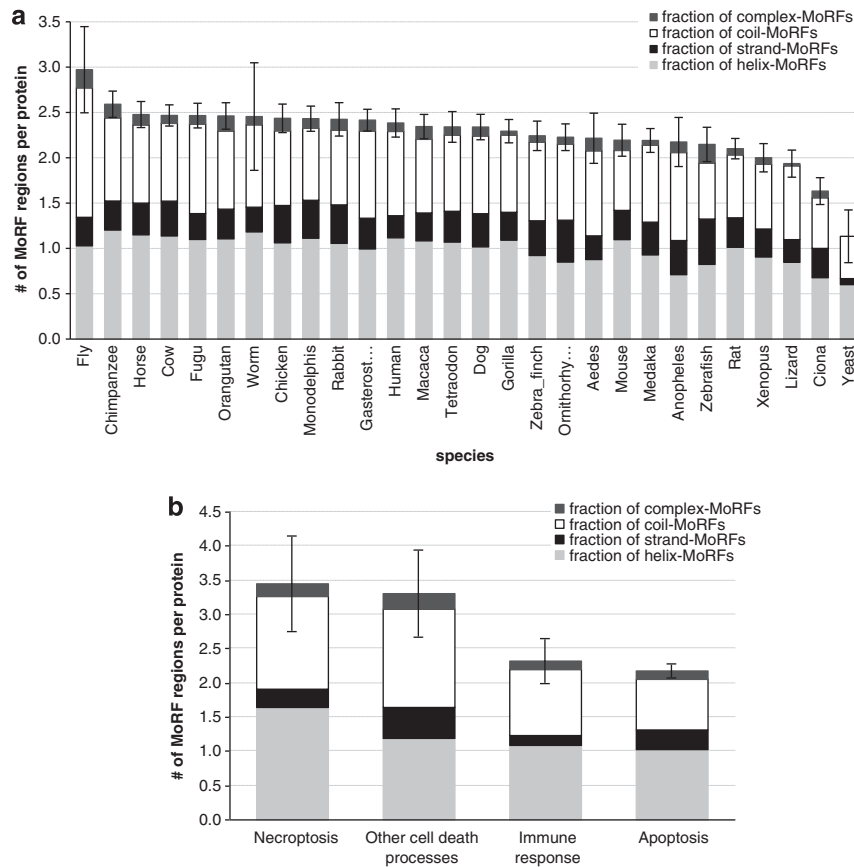 a
fraction of complex-MoRFs
fraction of coil-MoRFs
fraction of strand-MoRFs
fraction of helix-MoRFs
# of MoRF regions per protein
3.5
3.0
2.5
2.0
1.5
1.0
0.5
0.0
Fly
Chimpanzee
Horse
Cow
Fugu
Orangutan
Worm
Chicken
Monodelphis
Rabbit
Gasterost...
Human
Macaca
Tetraodon
Dog
Gorilla
Zebra_finch
Ornithorhy...
Aedes
Mouse
Medaka
Anopheles
Zebrafish
Rat
Xenopus
Lizard
Ciona
Yeast
species
b
fraction of complex-MoRFs
fraction of coil-MoRFs
fraction of strand-MoRFs
fraction of helix-MoRFs
# of MoRF regions per protein
4.5
4.0
3.5
3.0
2.5
2.0
1.5
1.0
0.5
0.0
Necroptosis
Other cell death
processes
Immune
response
Apoptosis